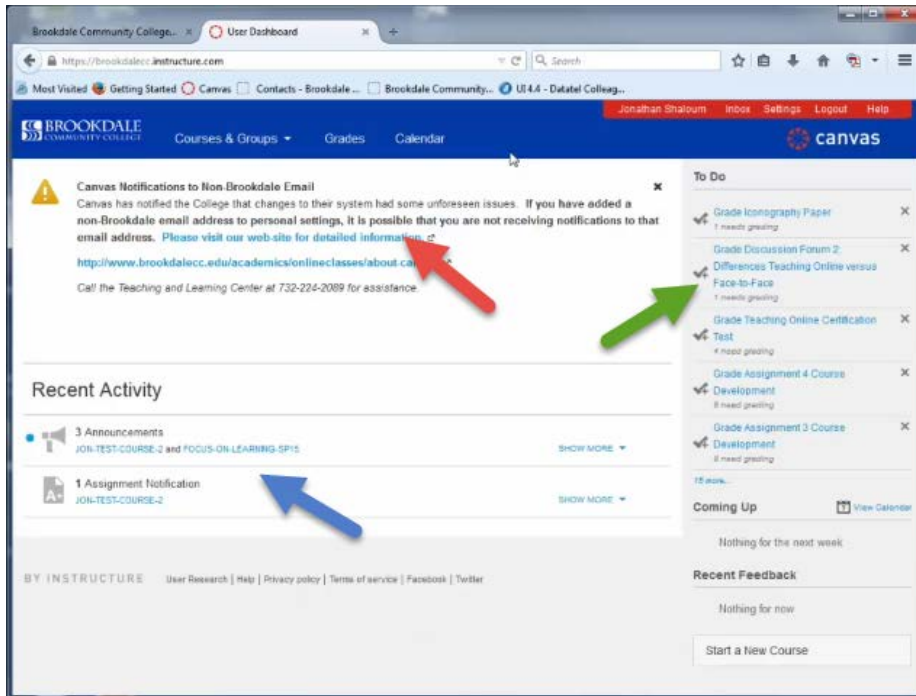 Brookdale Community College...
User Dashboard
https://brookdalecc.instructure.com
Search
Most Visited Getting Started Canvas Contacts - Brookdale ... Brookdale Community... UI 4.4 - Datatel Colleag...
Jonathan Shaloum Inbox Settings Logout Help
BROOKDALE
COMMUNITY COLLEGE
Courses & Groups Grades Calendar
canvas
Canvas Notifications to Non-Brookdale Email
Canvas has notified the College that changes to their system had some unforeseen issues. If you have added a
non-Brookdale email address to personal settings, it is possible that you are not receiving notifications to that
email address. Please visit our web-site for detailed information.
http://www.brookdalecc.edu/academics/onlineclasses/about-ca
Call the Teaching and Learning Center at 732-224-2089 for assistance.
Recent Activity
3 Announcements
JON-TEST-COURSE-2 and FOCUS-ON-LEARNING-SP15
SHOW MORE
1 Assignment Notification
JON-TEST-COURSE-2
SHOW MORE
BY INSTRUCTURE User Research | Help | Privacy policy | Terms of service | Facebook | Twitter
To Do
Grade Iconography Paper
1 needs grading
Grade Discussion Forum 2:
Differences Teaching Online versus
Face-to-Face
1 needs grading
Grade Teaching Online Certification
Test
4 need grading
Grade Assignment 4 Course
Development
8 need grading
Grade Assignment 3 Course
Development
8 need grading
15 more...
Coming Up View Calendar
Nothing for the next week
Recent Feedback
Nothing for now
Start a New Course